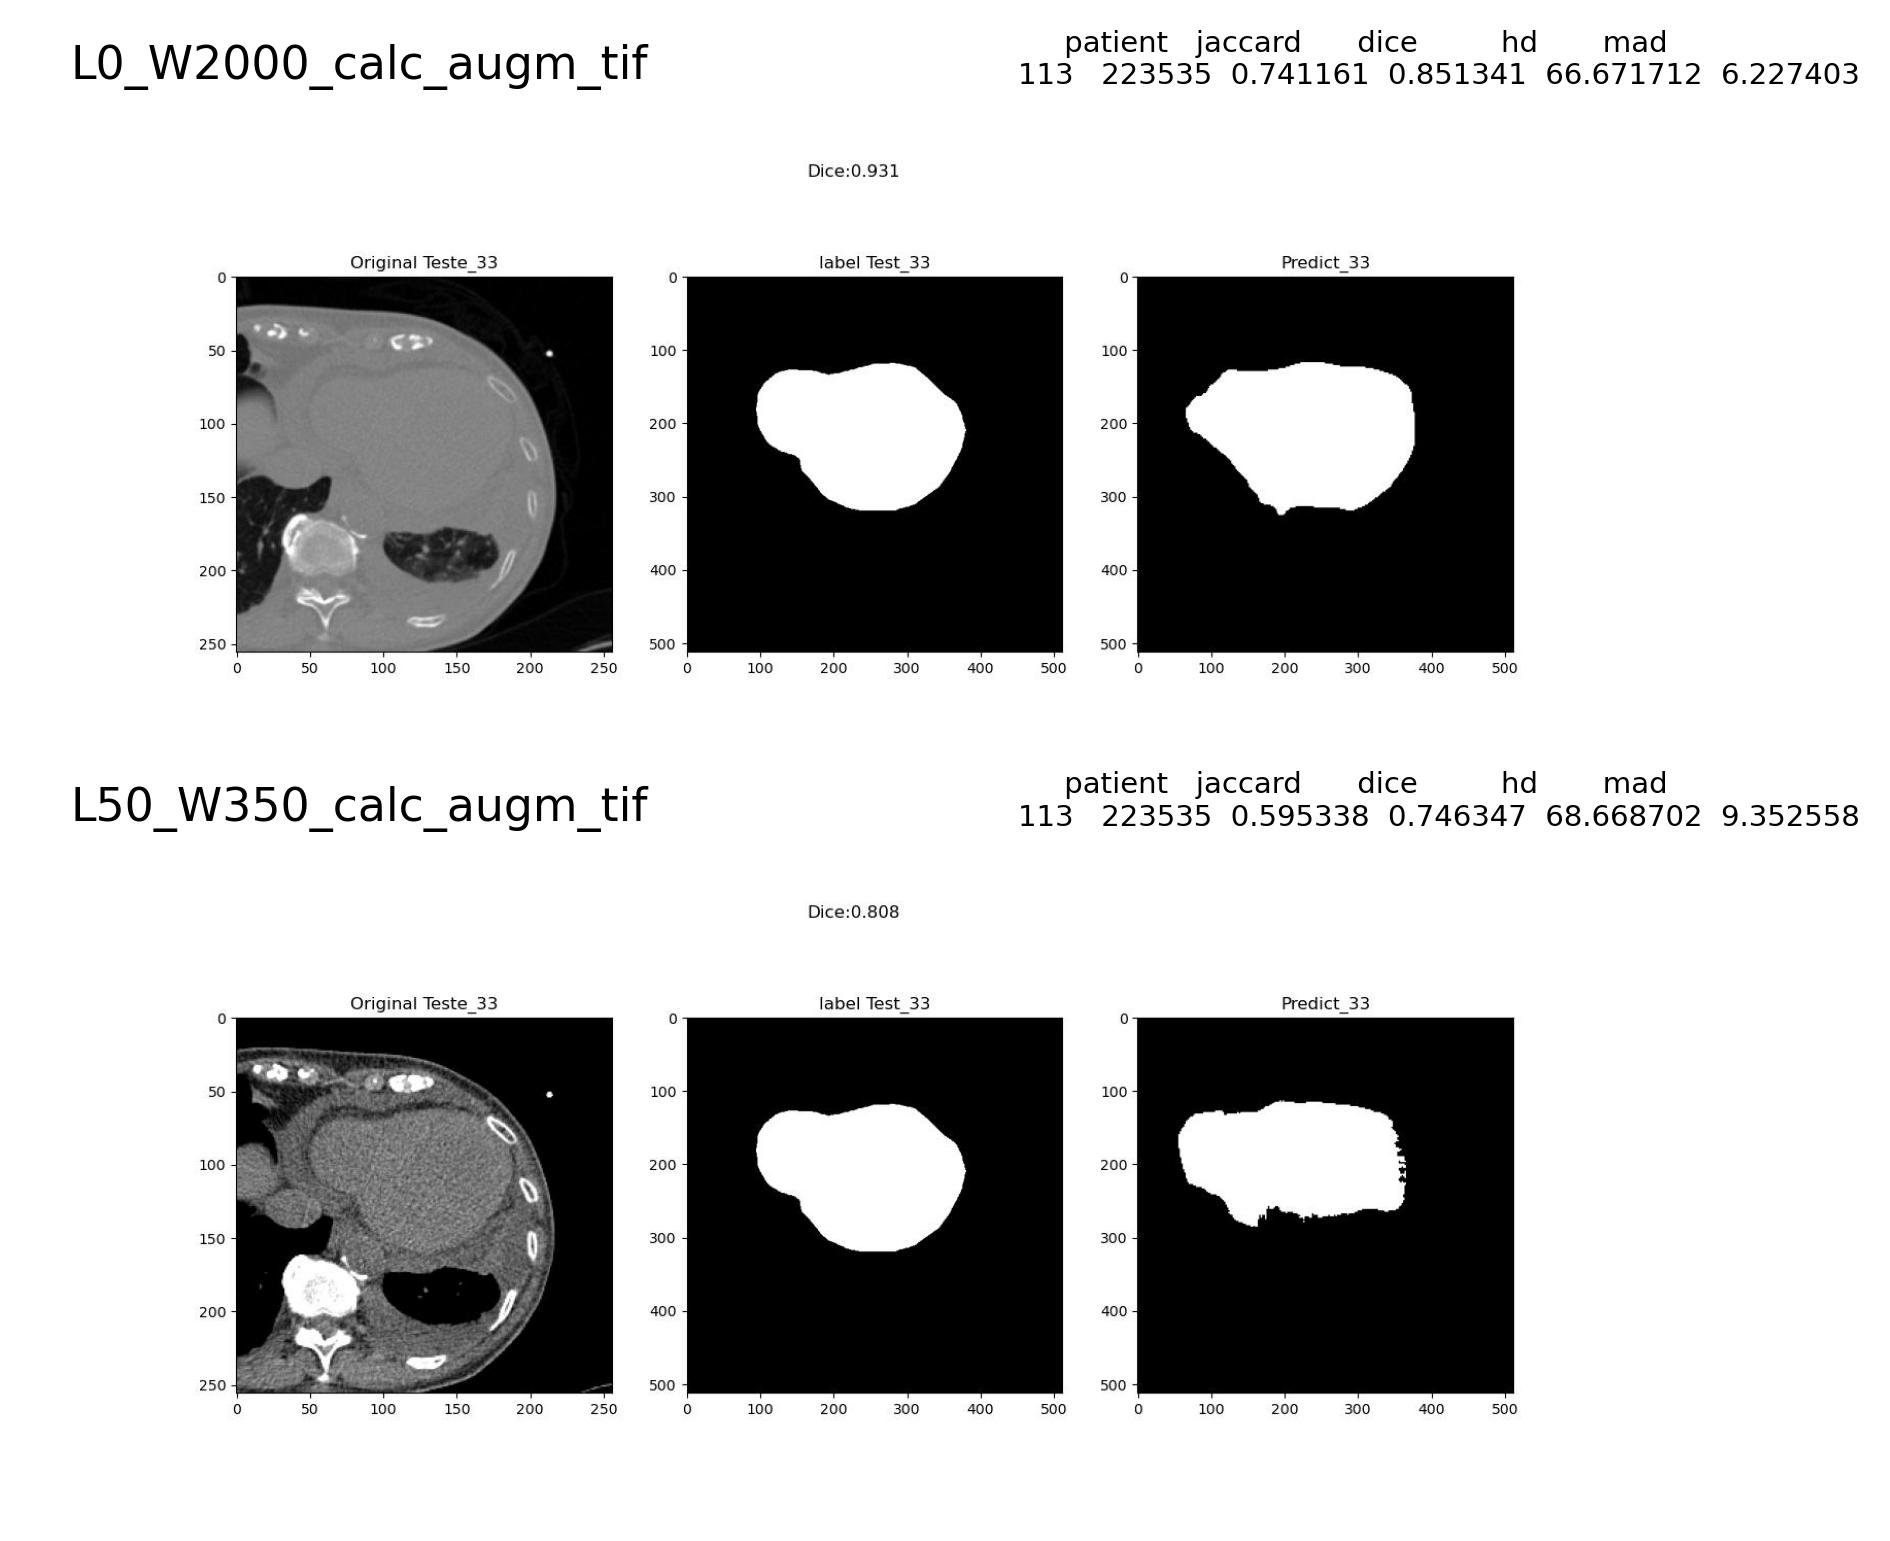 L0_W2000_calc_augm_tif
patient jaccard dice hd mad
113 223535 0.741161 0.851341 66.671712 6.227403
Dice:0.931
Original Teste_33
label Test_33
Predict_33
0
50
100
150
200
250
0 50 100 150 200 250
0
100
200
300
400
500
0 100 200 300 400 500
0
100
200
300
400
500
0 100 200 300 400 500
L50_W350_calc_augm_tif
patient jaccard dice hd mad
113 223535 0.595338 0.746347 68.668702 9.352558
Dice:0.808
Original Teste_33
label Test_33
Predict_33
0
50
100
150
200
250
0 50 100 150 200 250
0
100
200
300
400
500
0 100 200 300 400 500
0
100
200
300
400
500
0 100 200 300 400 500